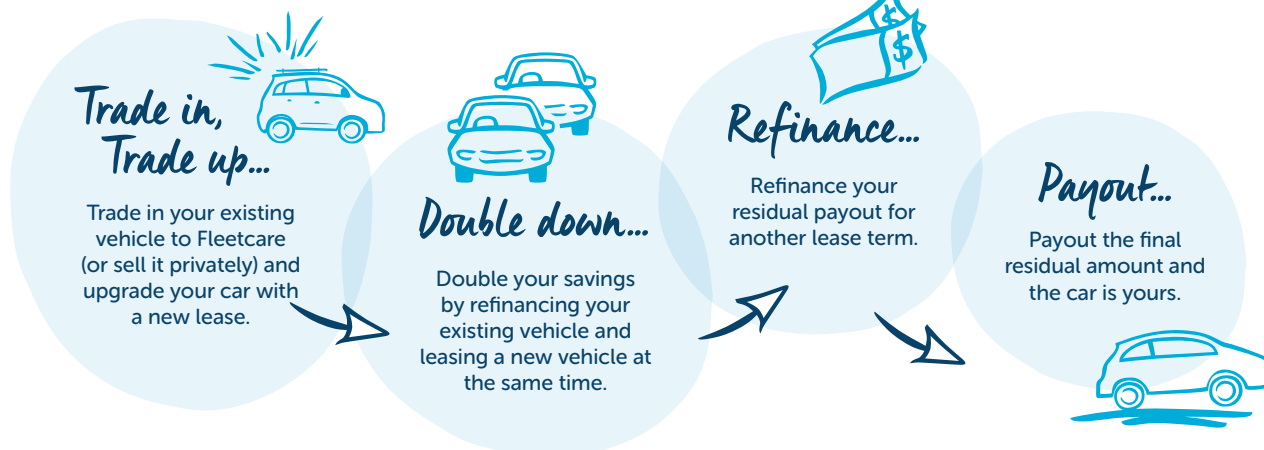 Trade in,
Trade up...
Trade in your existing
vehicle to Fleetcare
(or sell it privately) and
upgrade your car with
a new lease.
Double down...
Double your savings
by refinancing your
existing vehicle and
leasing a new vehicle at
the same time.
$
$
Refinance...
Refinance your
residual payout for
another lease term.
Payout...
Payout the final
residual amount and
the car is yours.